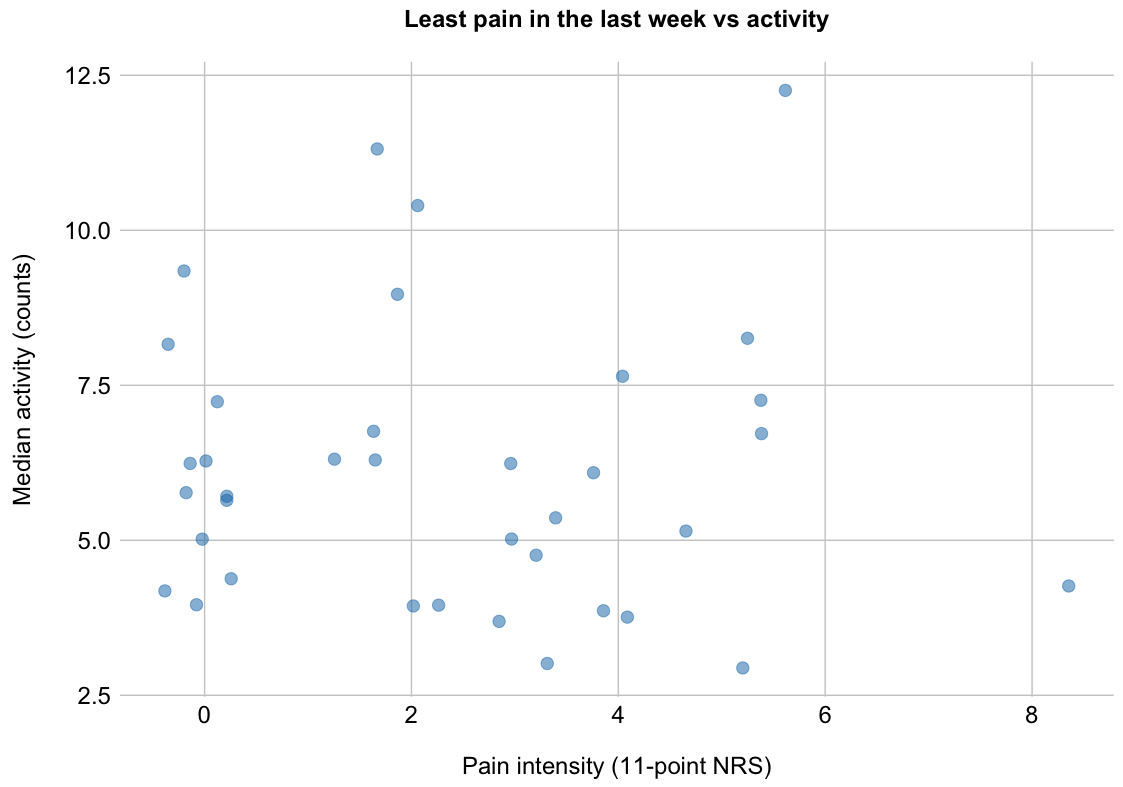 Least pain in the last week vs activity
12.5
10.0
7.5
5.0
2.5
Median activity (counts)
0 2 4 6 8
Pain intensity (11-point NRS)